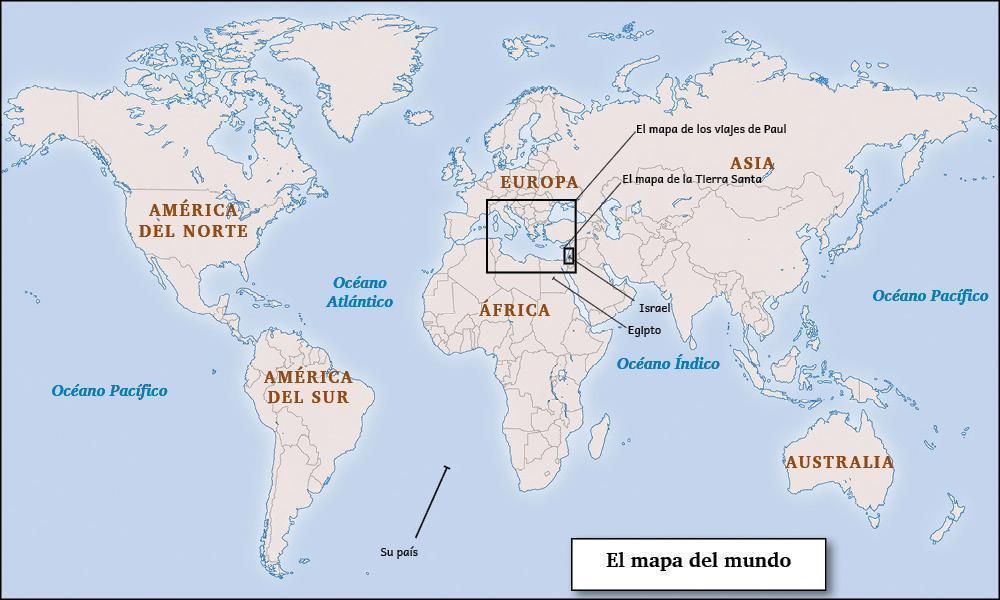 El mapa de los viajes de Paul
ASIA
El mapa de la Tierra Santa
EUROPA
AMÉRICA
DEL NORTE
Océano
Atlántico
Océano Pacífico
ÁFRICA
Israel
Egipto
Océano Índico
AMÉRICA
DEL SUR
Océano Pacífico
AUSTRALIA
Su país
El mapa del mundo